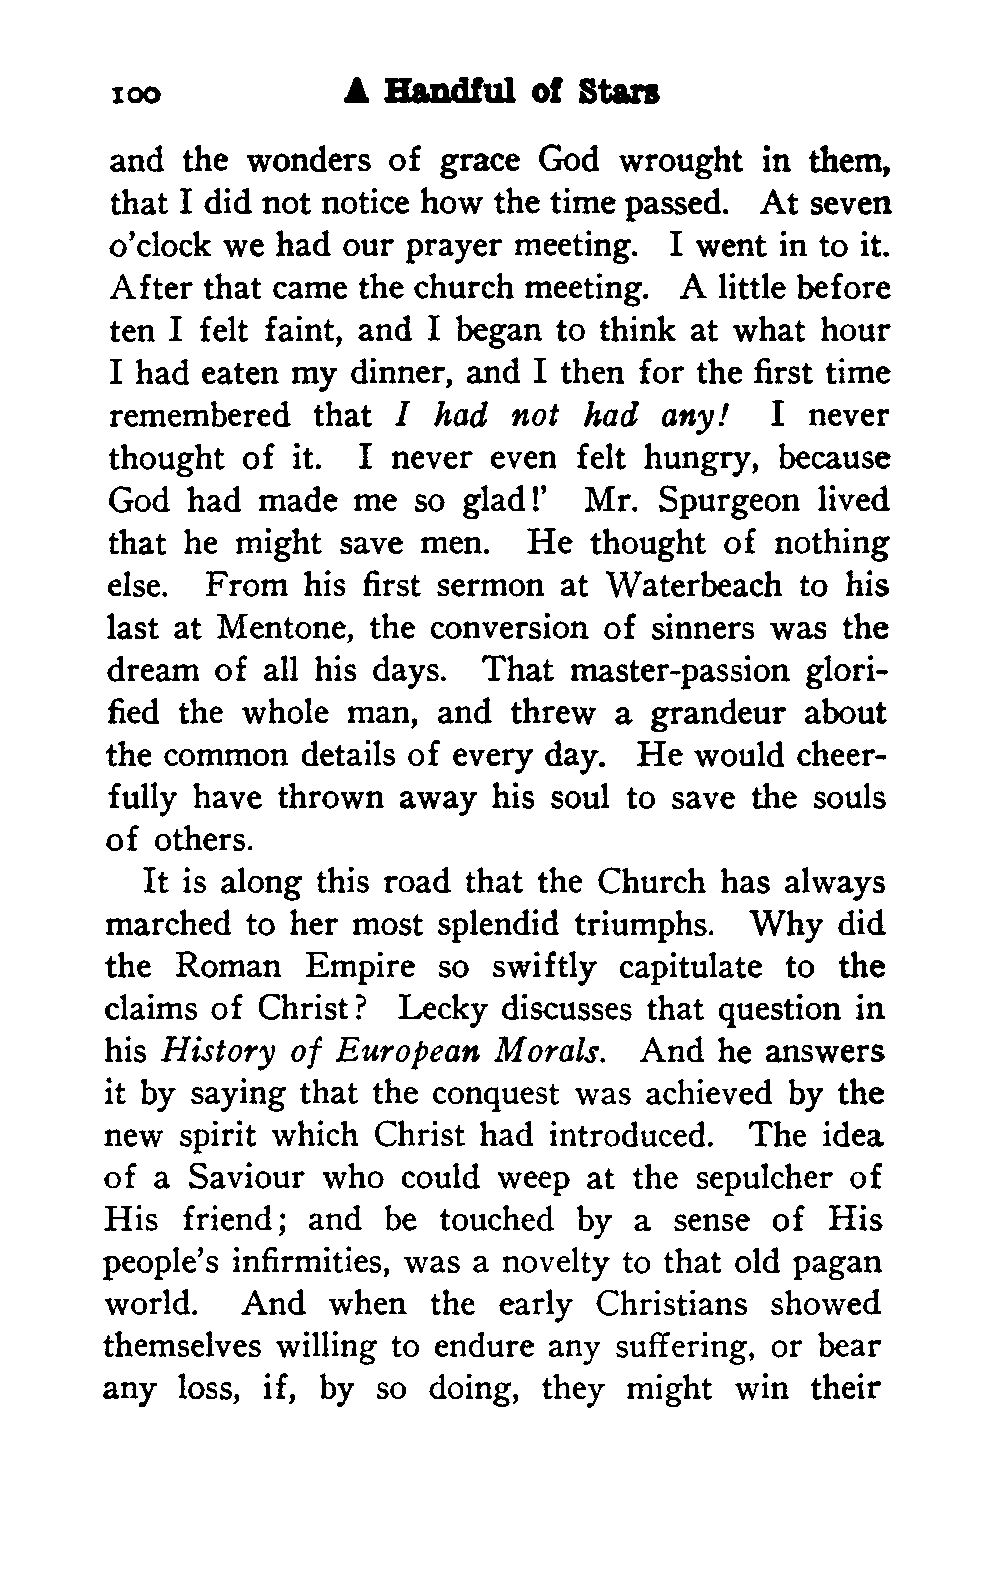 100 A Handful of Stars
and the wonders of grace God wrought in them,
that I did not notice how the time passed. At seven
o'clock we had our prayer meeting. I went in to it.
After that came the church meeting. A little before
ten I felt faint, and I began to think at what hour
I had eaten my dinner, and I then for the first time
remembered that I had not had any! I never
thought of it. I never even felt hungry, because
God had made me so glad!' Mr. Spurgeon lived
that he might save men. He thought of nothing
else. From his first sermon at Waterbeach to his
last at Mentone, the conversion of sinners was the
dream of all his days. That master-passion glori-
fied the whole man, and threw a grandeur about
the common details of every day. He would cheer-
fully have thrown away his soul to save the souls
of others.
It is along this road that the Church has always
marched to her most splendid triumphs. Why did
the Roman Empire so swiftly capitulate to the
claims of Christ? Lecky discusses that question in
his History of European Morals. And he answers
it by saying that the conquest was achieved by the
new spirit which Christ had introduced. The idea
of a Saviour who could weep at the sepulcher of
His friend; and be touched by a sense of His
people's infirmities, was a novelty to that old pagan
world. And when the early Christians showed
themselves willing to endure any suffering, or bear
any loss, if, by so doing, they might win their